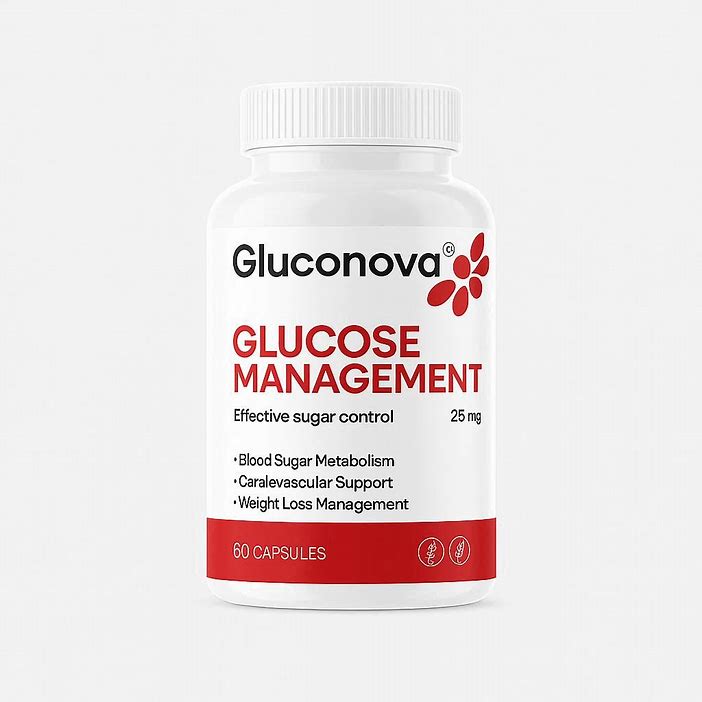 Gluconova
GLUCOSE
MANAGEMENT
Effective sugar control 25 mg
• Blood Sugar Metabolism
• Caralevascular Support
• Weight Loss Management
60 CAPSULES